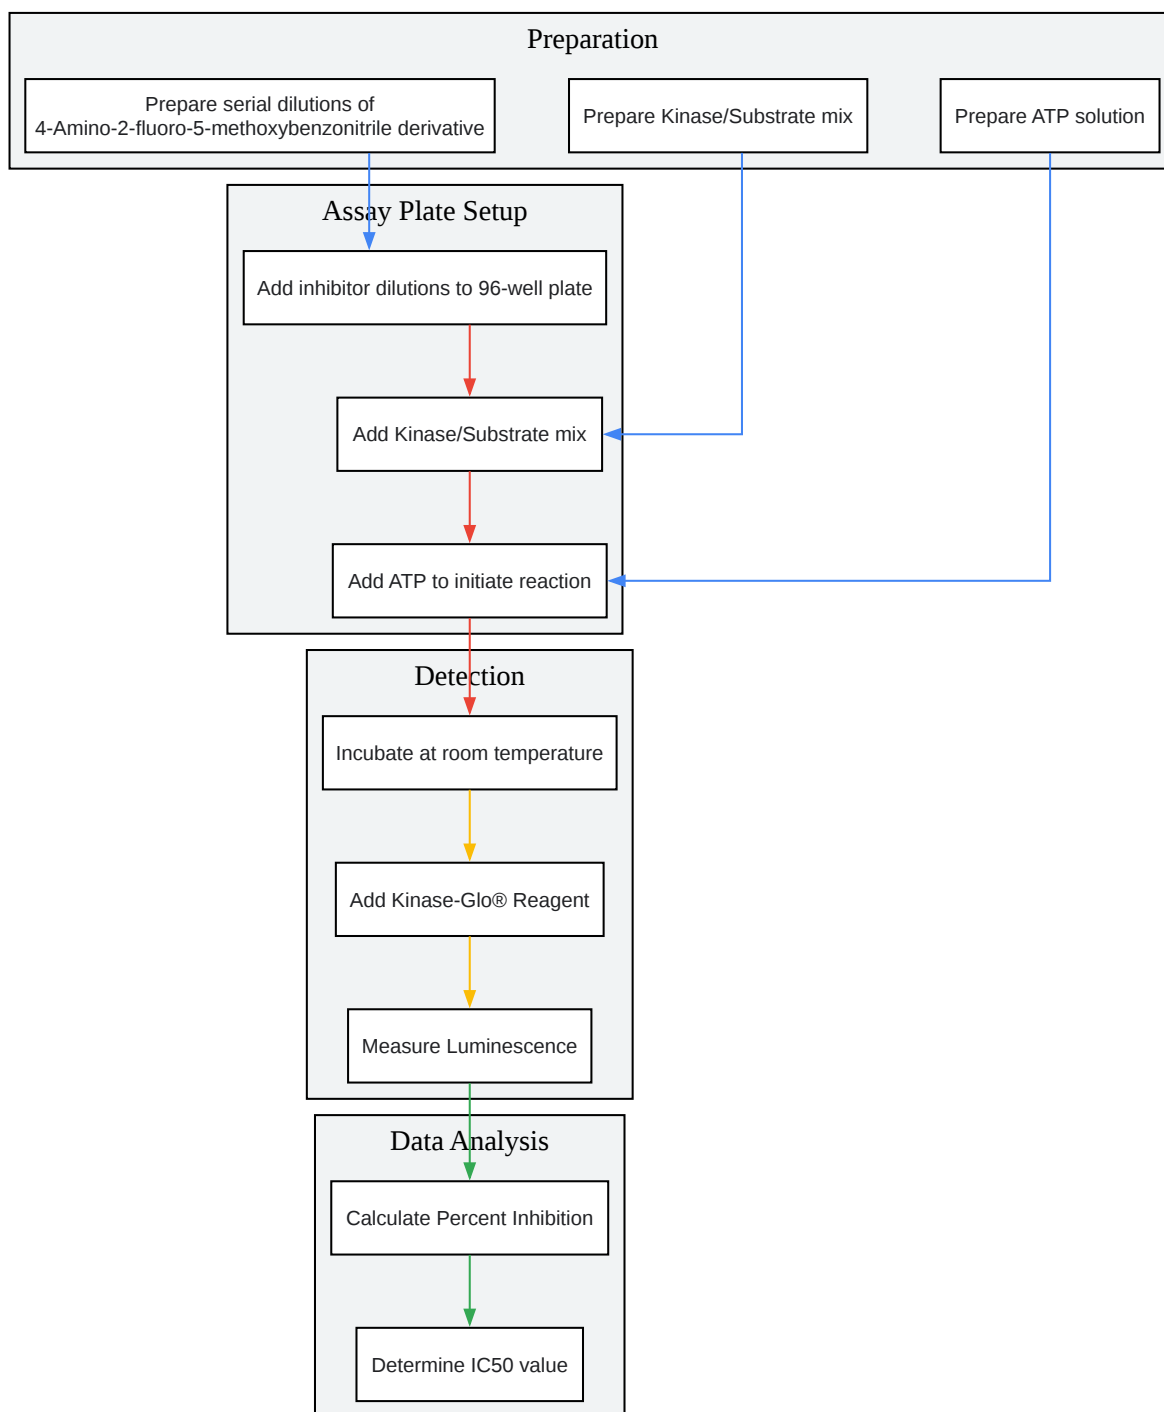 Preparation
Prepare serial dilutions of
4-Amino-2-fluoro-5-methoxybenzonitrile derivative
Prepare Kinase/Substrate mix
Prepare ATP solution
Assay Plate Setup
Add inhibitor dilutions to 96-well plate
Add Kinase/Substrate mix
Add ATP to initiate reaction
Detection
Incubate at room temperature
Add Kinase-Glo® Reagent
Measure Luminescence
Data Analysis
Calculate Percent Inhibition
Determine IC50 value